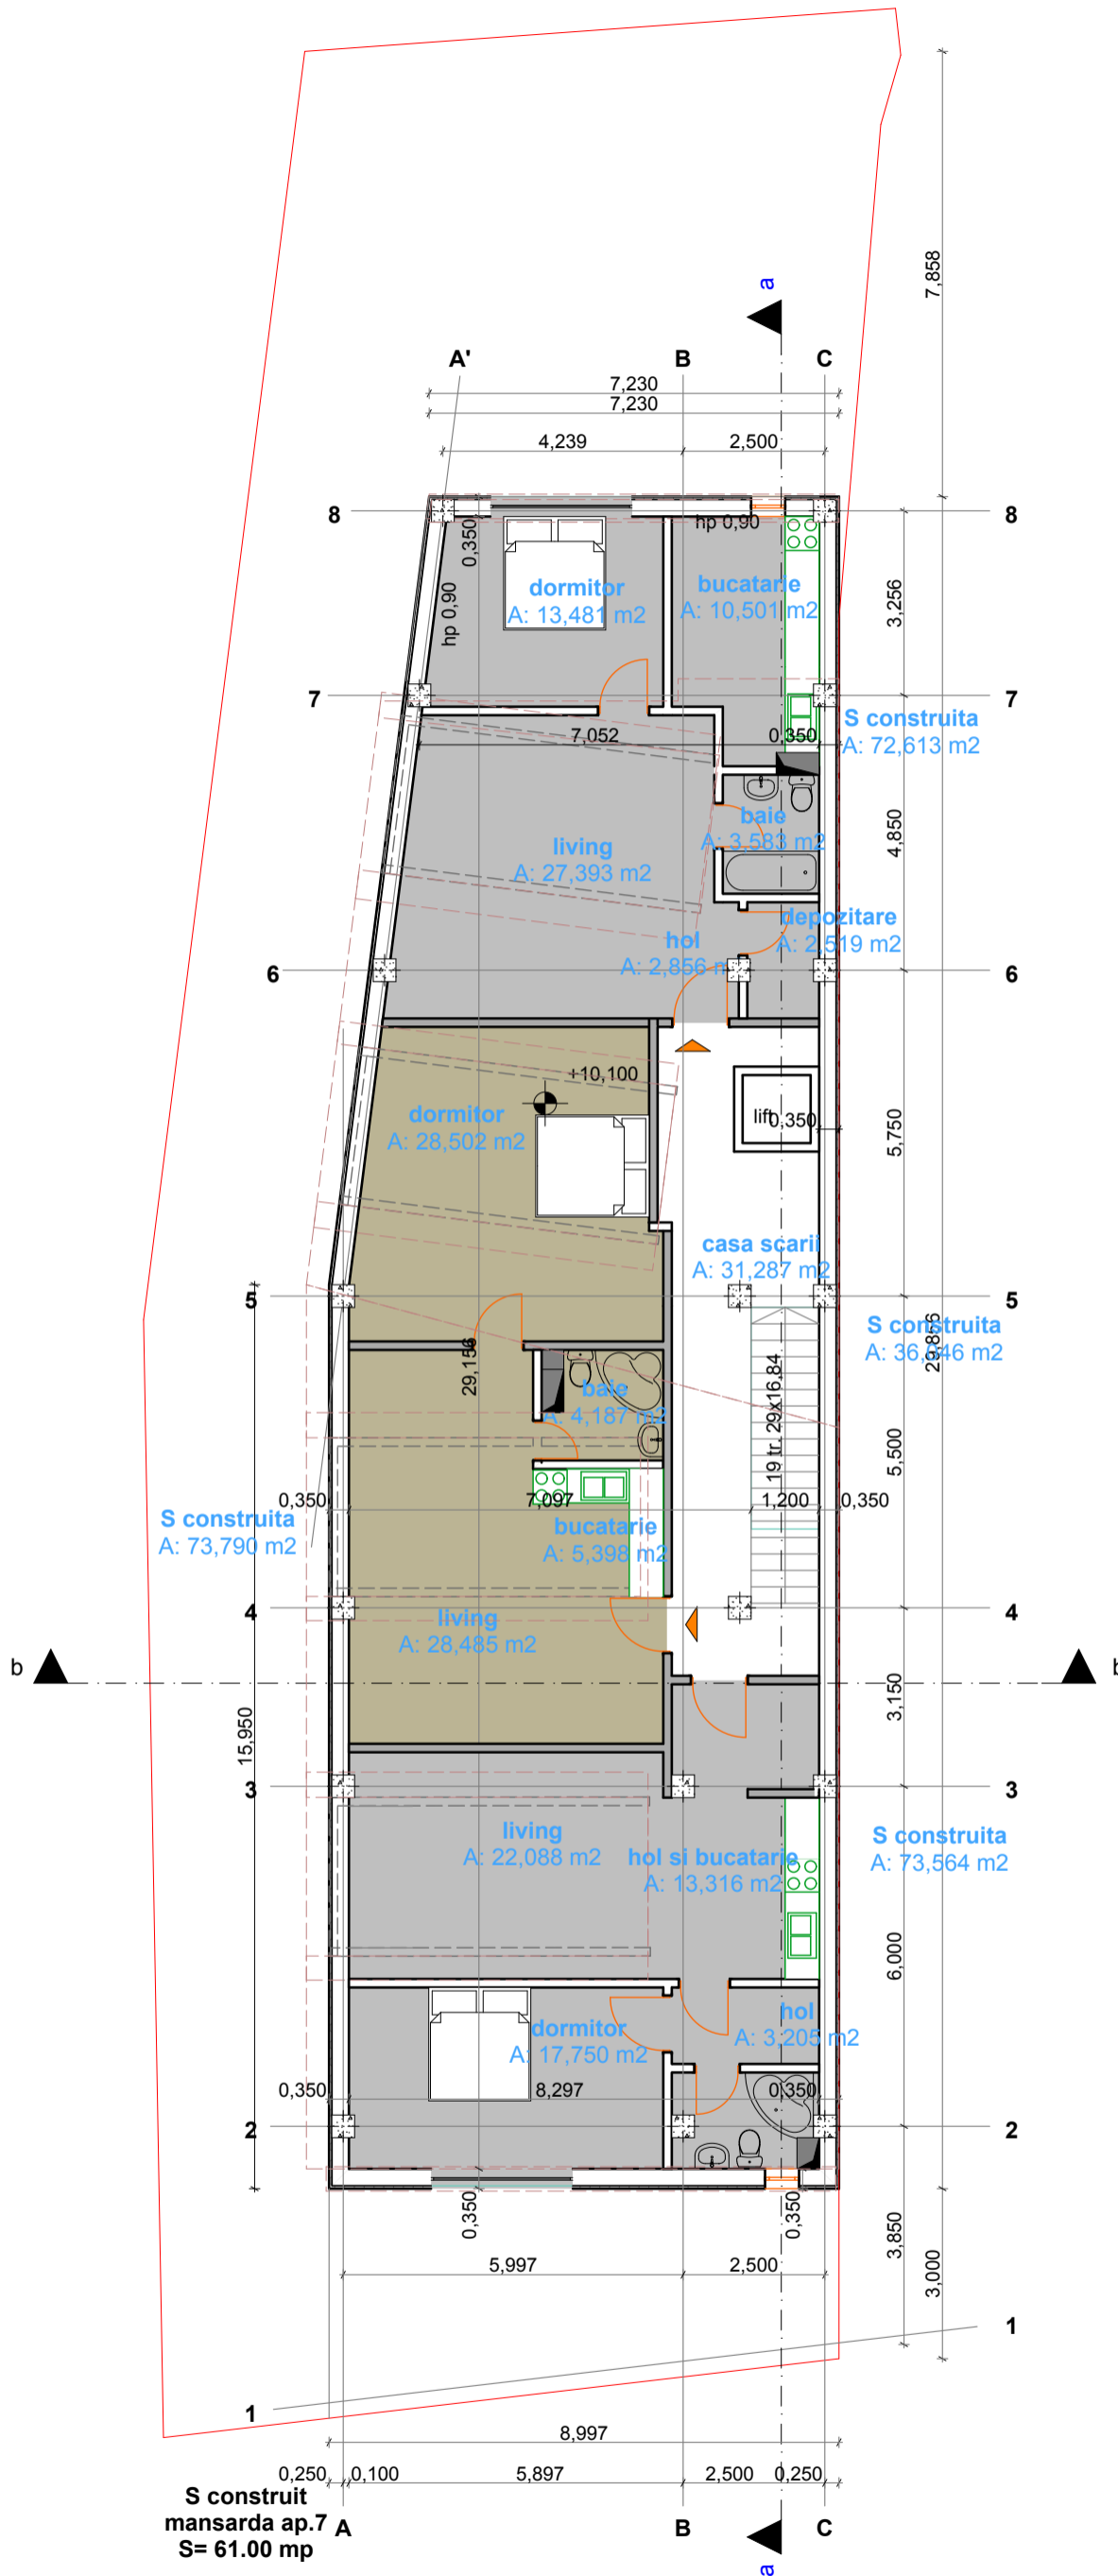 7,858
a
A'
B
C
7,230
7,230
4,239
2,500
8
8
0,350
hp 0,90
hp 0,90
dormitor
A: 13,481 m2
bucatarie
A: 10,501 m2
3,256
7
7
S construita
A: 72,613 m2
7,052
0,350
baie
A: 3,583 m2
living
A: 27,393 m2
4,850
depozitare
A: 2,519 m2
hol
A: 2,856 m
6
6
+10,100
dormitor
A: 28,502 m2
lift
0,350
5,750
casa scarii
A: 31,287 m2
5
5
S construita
A: 36,046 m2
29,856
29,156
19 tr. 29x16,84
baie
A: 4,187 m2
5,500
0,350
7,097
1,200
0,350
S construita
A: 73,790 m2
bucatarie
A: 5,398 m2
4
4
living
A: 28,485 m2
b
b
3,150
15,950
3
3
living
A: 22,088 m2
hol si bucatarie
A: 13,316 m2
S construita
A: 73,564 m2
6,000
hol
A: 3,205 m2
dormitor
A: 17,750 m2
0,350
8,297
0,350
2
2
0,350
0,350
3,850
3,000
5,997
2,500
1
1
8,997
0,250
0,100
5,897
2,500
0,250
S construit
mansarda ap.7
S= 61.00 mp
A
B
C
a